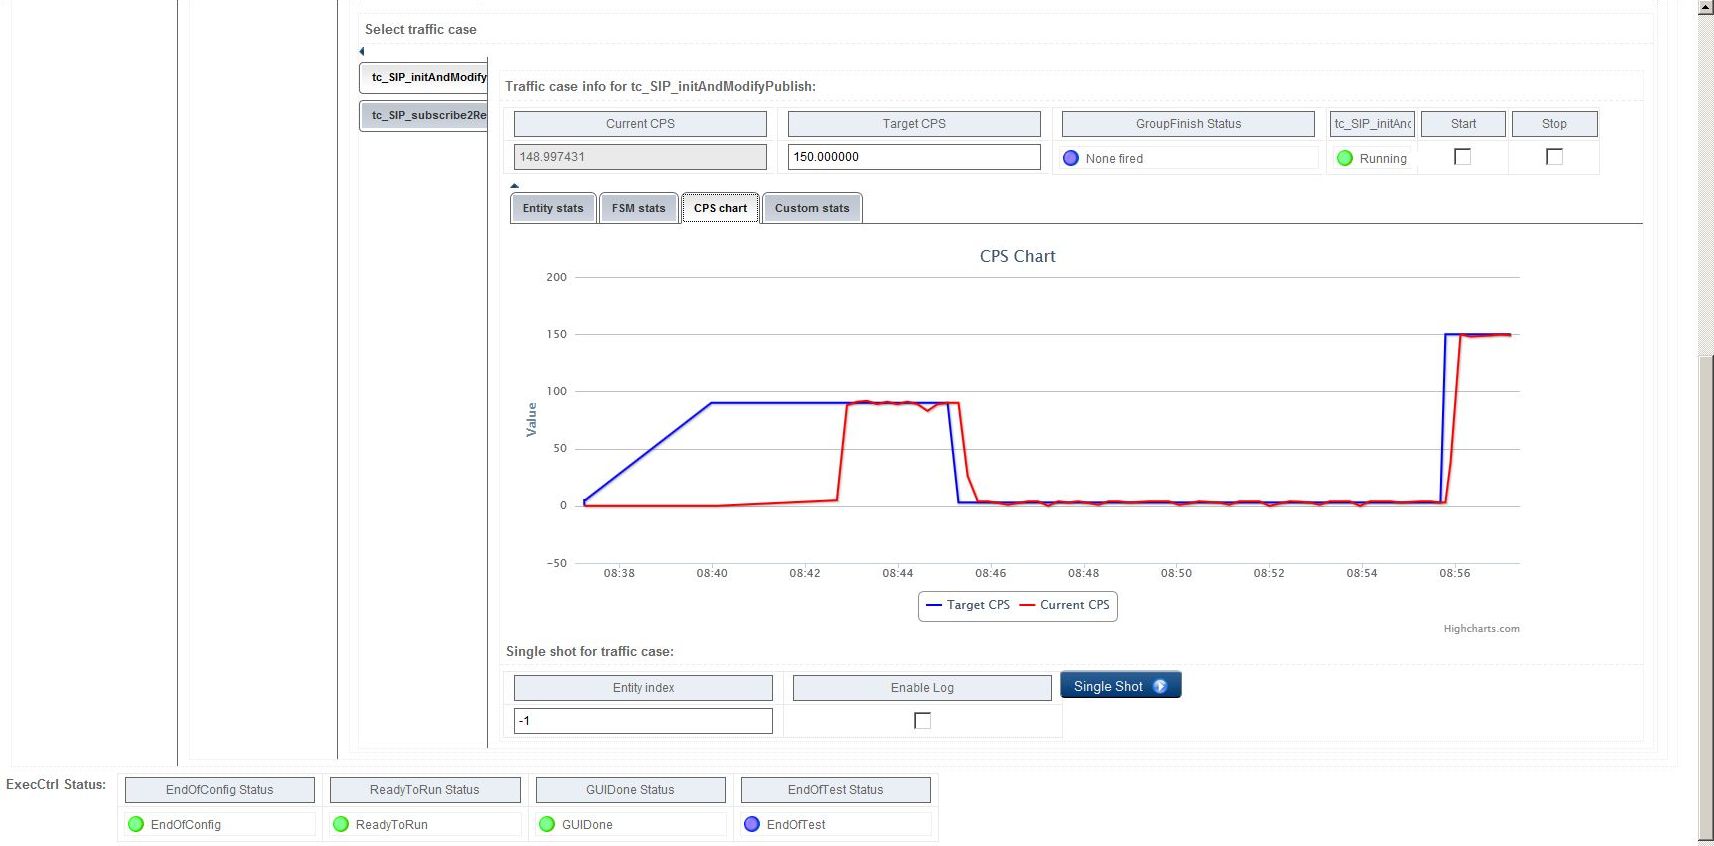 Select traffic case
tc_SIP_initAndModify
tc_SIP_subscribe2Re
Traffic case info for tc_SIP_initAndModifyPublish:
Current CPS Target CPS GroupFinish Status tc_SIP_initAnd Start Stop
148.997431 150.000000 None fired Running
Entity stats FSM stats CPS chart Custom stats
CPS Chart
200
150
100
50
0
-50
Value
08:38 08:40 08:42 08:44 08:46 08:48 08:50 08:52 08:54 08:56
Target CPS Current CPS
Highcharts.com
Single shot for traffic case:
Entity index Enable Log Single Shot
-1
ExecCtrl Status: EndOfConfig Status ReadyToRun Status GUIDone Status EndOfTest Status
EndOfConfig ReadyToRun GUIDone EndOfTest